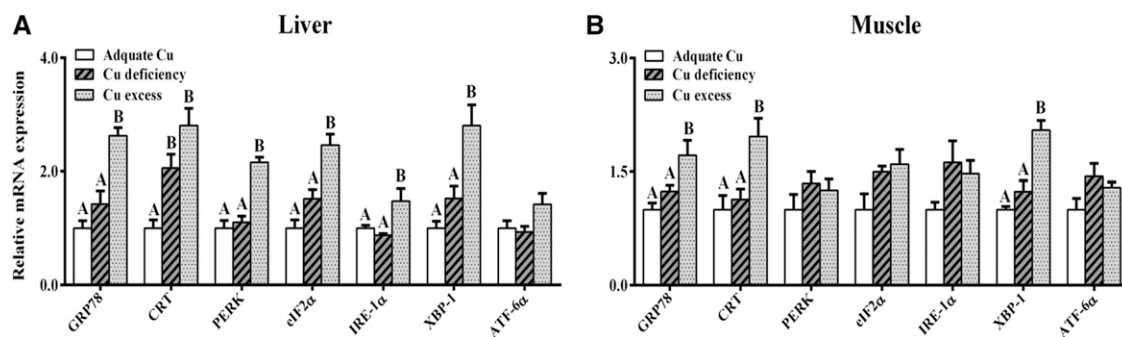 A
Liver
Relative mRNA expression
4.0
2.0
0.0
Adquate Cu
Cu deficiency
Cu excess
A A B
A B B
A A B
A A B
A A B
A A B
GRP78 CRT PERK eIF2α IRE-1α XBP-1 ATF-6α
B
Muscle
3.0
1.5
0.0
Adquate Cu
Cu deficiency
Cu excess
A A B
A A B
A A B
GRP78 CRT PERK eIF2α IRE-1α XBP-1 ATF-6α